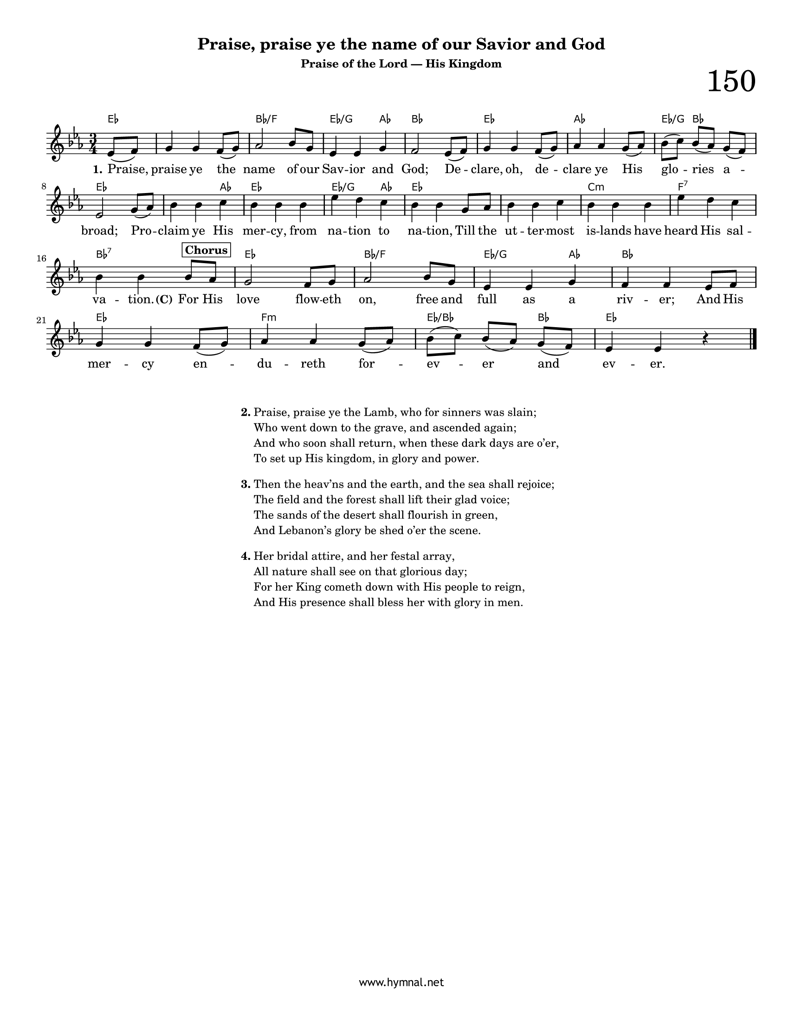 Praise, praise ye the name of our Savior and God
Praise of the Lord — His Kingdom
150
E♭ B♭/F E♭/G A♭ B♭ E♭ A♭ E♭/G B♭
1. Praise, praise ye the name of our Sav - ior and God; De - clare, oh, de - clare ye His glo - ries a -
8 E♭ A♭ E♭ E♭/G A♭ E♭ Cm F7
broad; Pro - claim ye His mer - cy, from na - tion to na - tion, Till the ut - ter - most is - lands have heard His sal -
16 B♭7 Chorus E♭ B♭/F E♭/G A♭ B♭
va - tion. (C) For His love flow - eth on, free and full as a riv - er; And His
21 E♭ Fm E♭/B♭ B♭ E♭
mer - cy en - du - reth for - ev - er and ev - er.
2. Praise, praise ye the Lamb, who for sinners was slain;
Who went down to the grave, and ascended again;
And who soon shall return, when these dark days are o'er,
To set up His kingdom, in glory and power.
3. Then the heav'ns and the earth, and the sea shall rejoice;
The field and the forest shall lift their glad voice;
The sands of the desert shall flourish in green,
And Lebanon's glory be shed o'er the scene.
4. Her bridal attire, and her festal array,
All nature shall see on that glorious day;
For her King cometh down with His people to reign,
And His presence shall bless her with glory in men.
www.hymnal.net